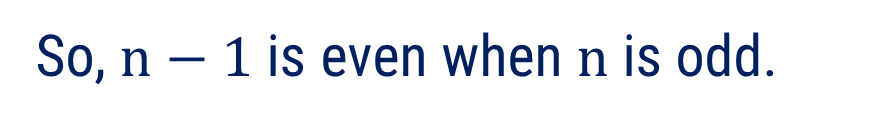 So, n − 1 is even when n is odd.